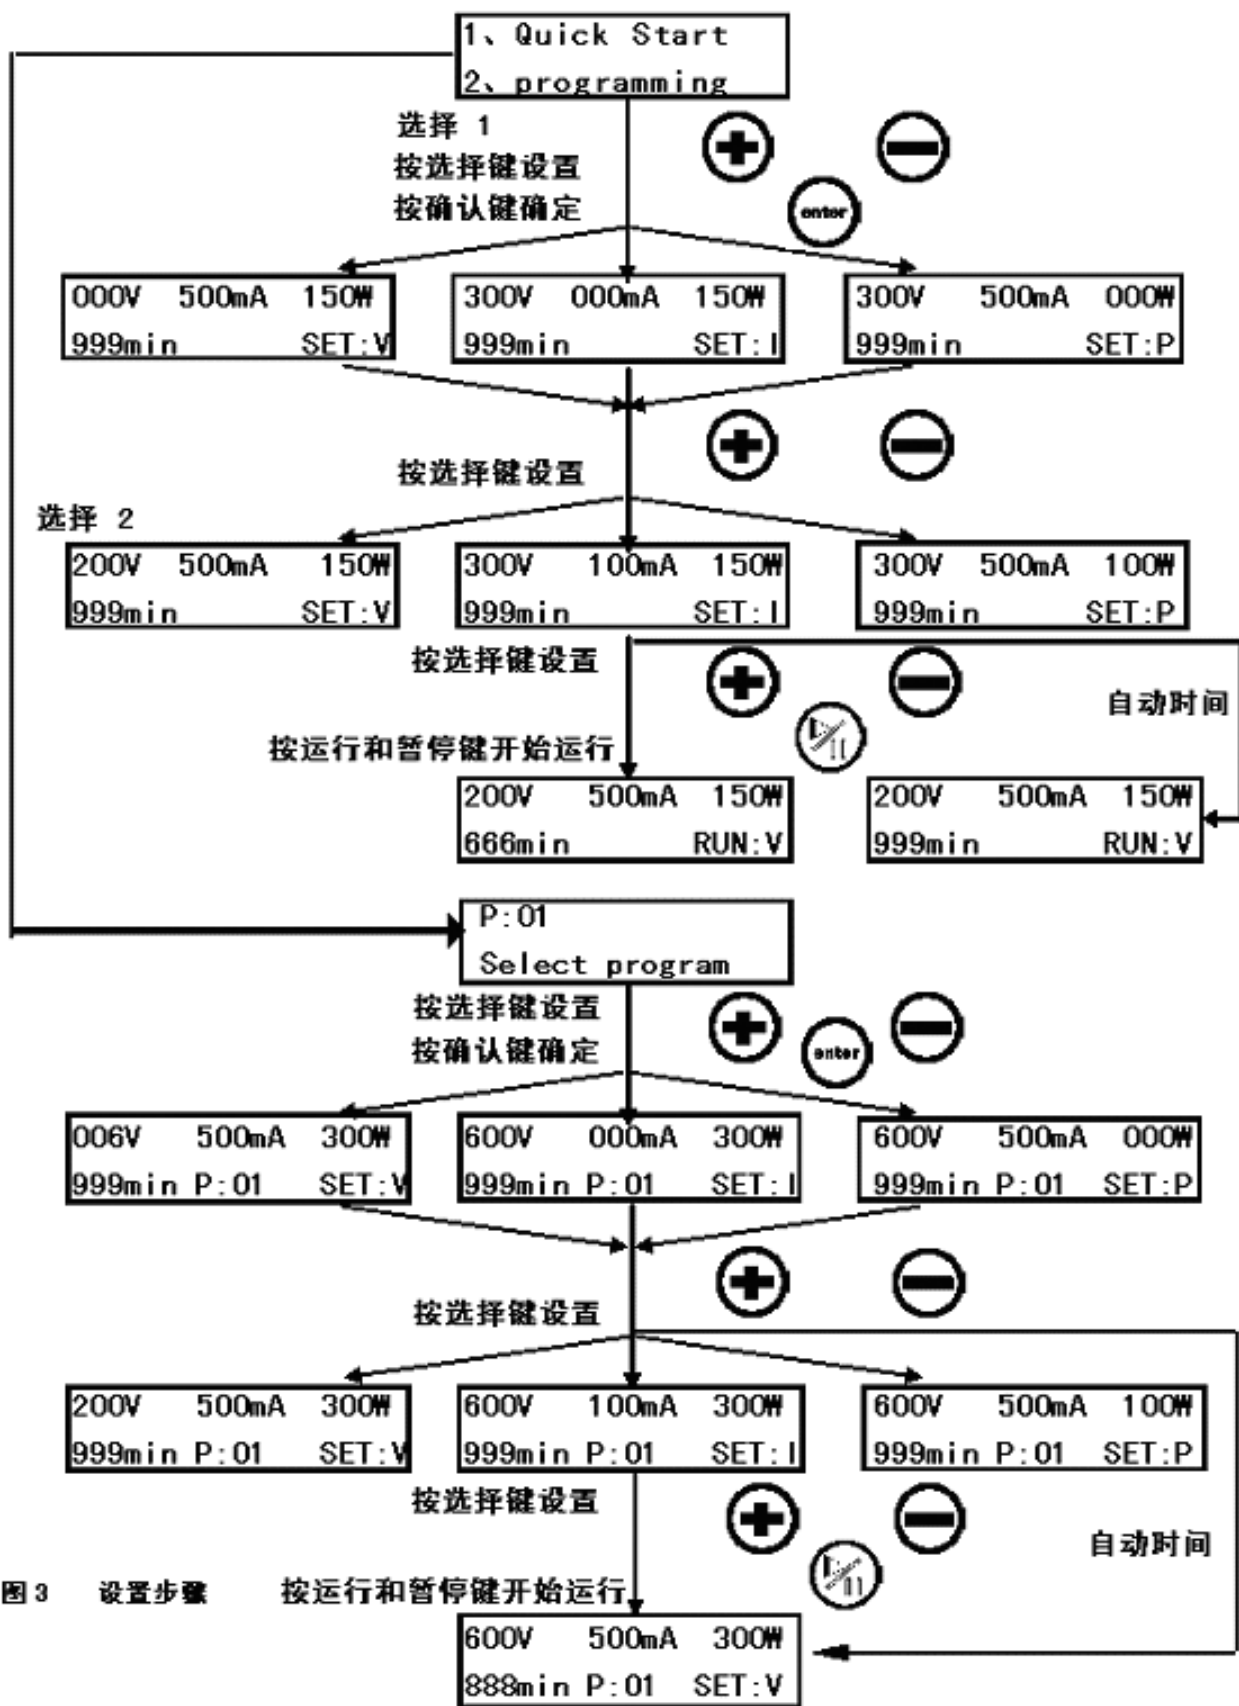 1、Quick Start
2、programming
选择 1
按选择键设置
按确认键确定
enter
000V 500mA 150W
999min SET:V
300V 000mA 150W
999min SET:I
300V 500mA 000W
999min SET:P
按选择键设置
选择 2
200V 500mA 150W
999min SET:V
300V 100mA 150W
999min SET:I
300V 500mA 100W
999min SET:P
按选择键设置
自动时间
按运行和暂停键开始运行
200V 500mA 150W
666min RUN:V
200V 500mA 150W
999min RUN:V
P:01
Select program
按选择键设置
按确认键确定
enter
006V 500mA 300W
999min P:01 SET:V
600V 000mA 300W
999min P:01 SET:I
600V 500mA 000W
999min P:01 SET:P
按选择键设置
200V 500mA 300W
999min P:01 SET:V
600V 100mA 300W
999min P:01 SET:I
600V 500mA 100W
999min P:01 SET:P
按选择键设置
自动时间
图 3 设置步骤
按运行和暂停键开始运行
600V 500mA 300W
888min P:01 SET:V